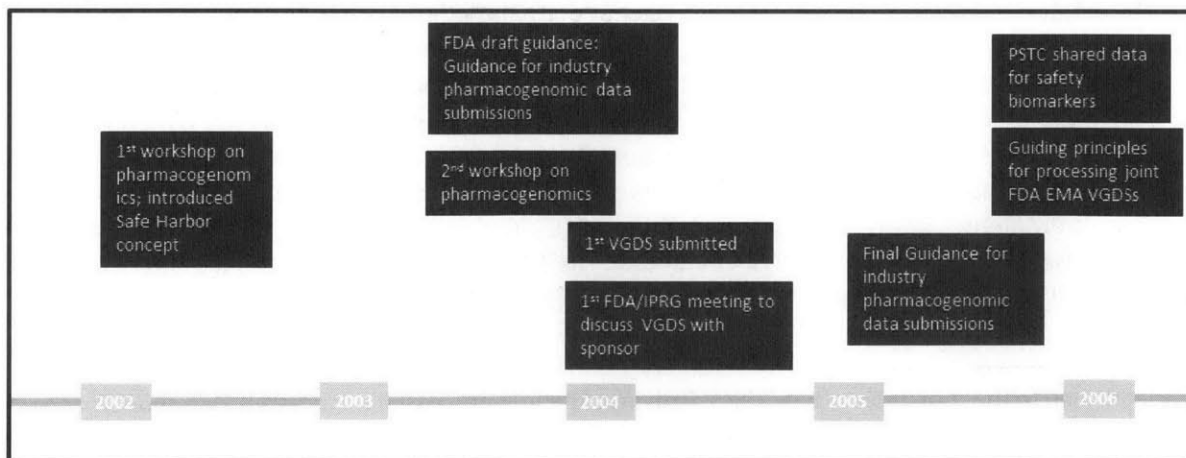 1st workshop on
pharmacogenom
ics; introduced
Safe Harbor
concept
FDA draft guidance:
Guidance for industry
pharmacogenomic data
submissions
2nd workshop on
pharmacogenomics
1st VGDS submitted
1st FDA/IPRG meeting to
discuss VGDS with
sponsor
Final Guidance for
industry
pharmacogenomic
data submissions
PSTC shared data
for safety
biomarkers
Guiding principles
for processing joint
FDA EMA VGDSs
2002
2003
2004
2005
2006